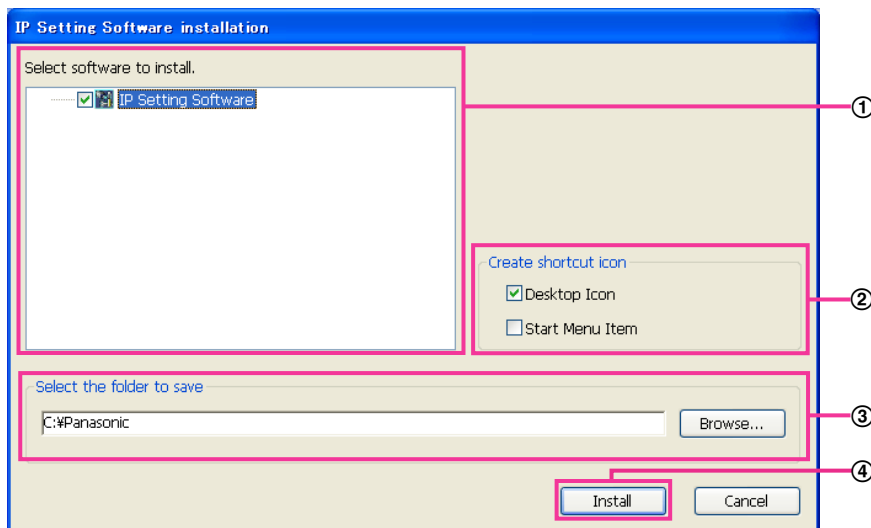 IP Setting Software installation
Select software to install.
IP Setting Software
①
Create shortcut icon
Desktop Icon
②
Start Menu Item
Select the folder to save
C:¥Panasonic
Browse...
③
④
Install
Cancel